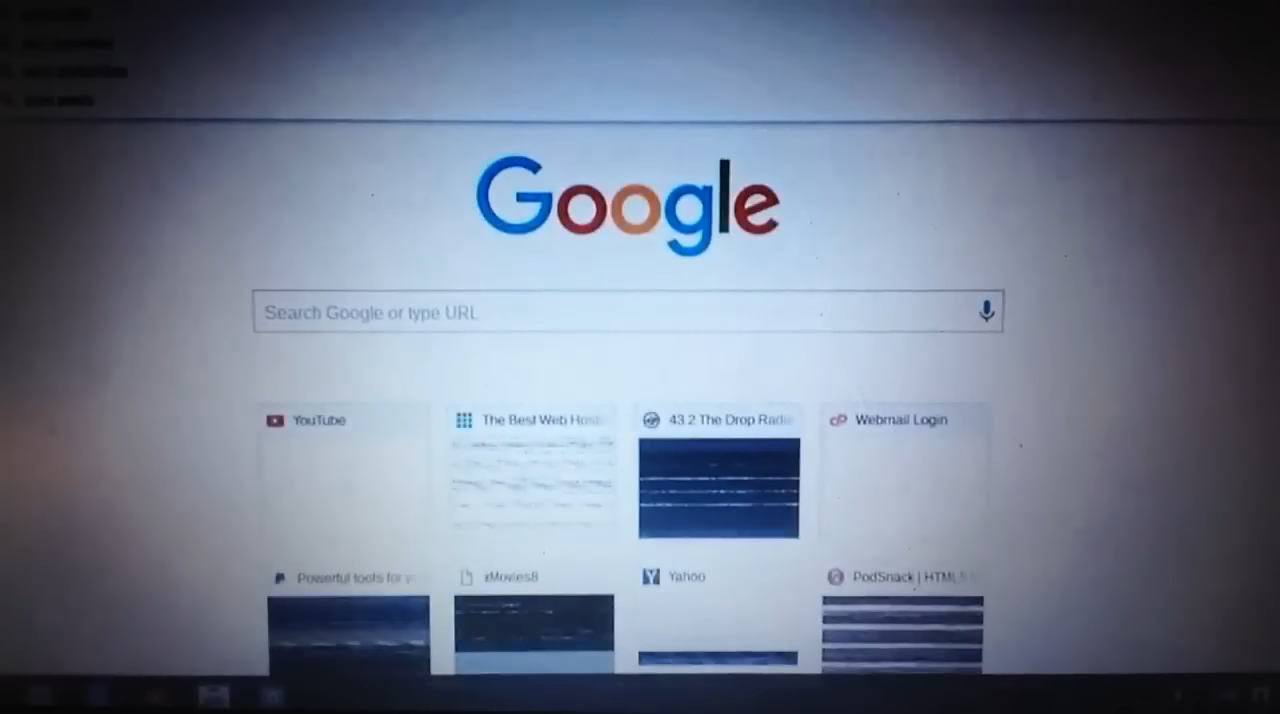 Google
Search Google or type URL
YouTube
The Best Web Hos
43.2 The Drop Radi
Webmail Login
Powerful tools for y
xMovies8
Yahoo
PodSnack | HTML5